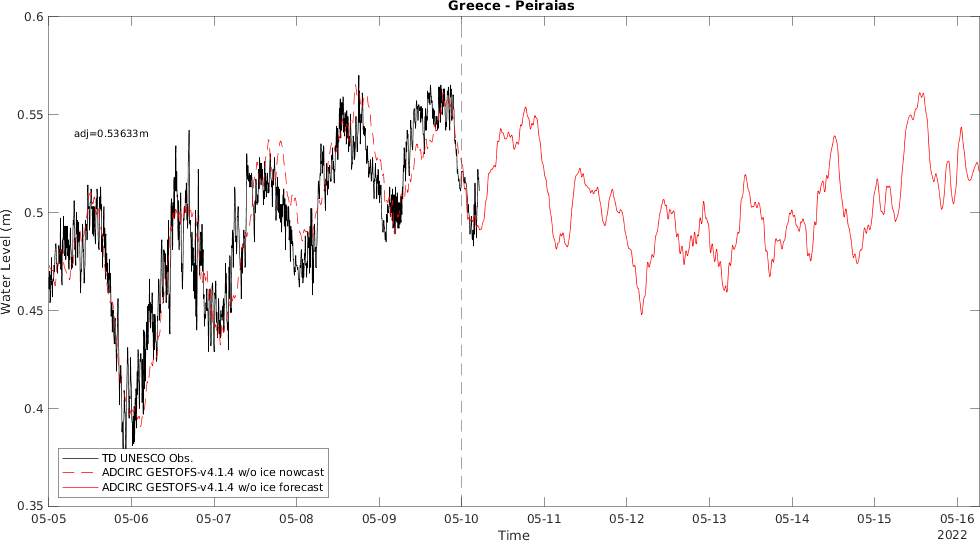 Greece - Peiraias
0.6
0.55
0.5
0.45
0.4
0.35
Water Level (m)
adj=0.53633m
TD UNESCO Obs.
ADCIRC GESTOFS-v4.1.4 w/o ice nowcast
ADCIRC GESTOFS-v4.1.4 w/o ice forecast
05-05 05-06 05-07 05-08 05-09 05-10 05-11 05-12 05-13 05-14 05-15 05-16
Time
2022